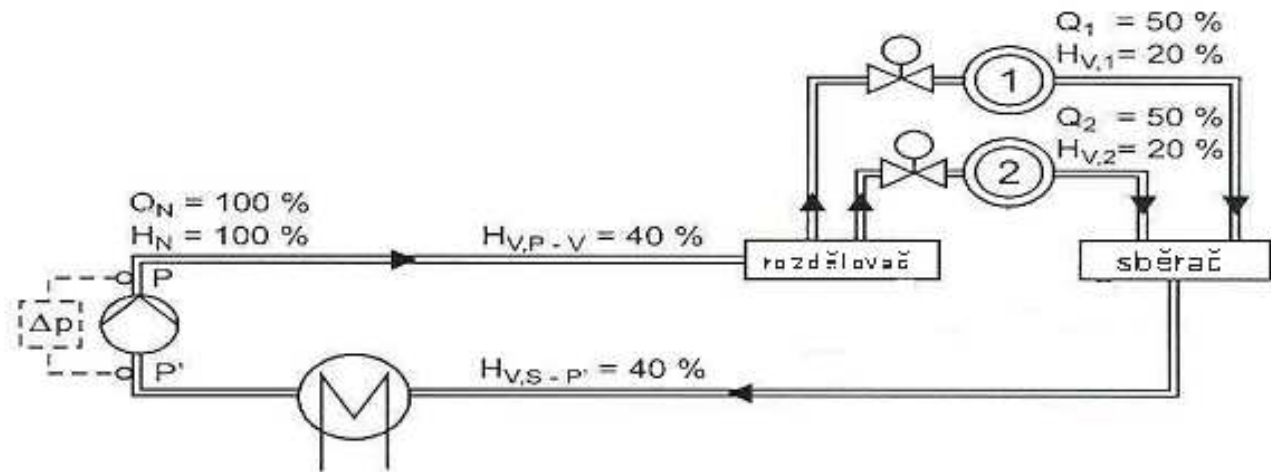 Q1 = 50 %
HV,1= 20 %
1
Q2 = 50 %
HV,2= 20 %
2
QN = 100 %
HN = 100 %
HV,P - V = 40 %
rozdělovač
sběrač
P
Δp
P'
HV,S - P' = 40 %